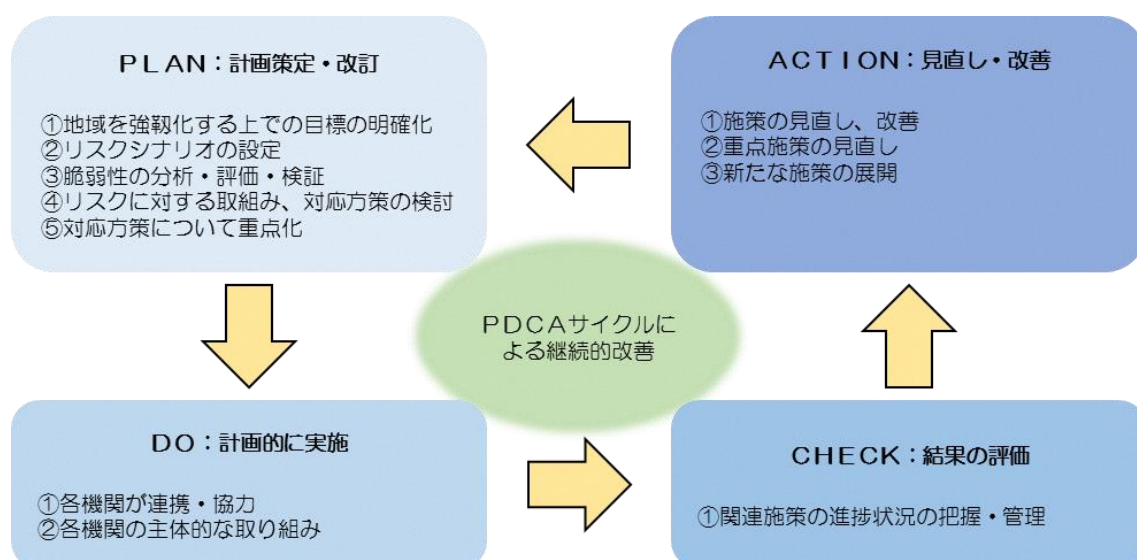 ＰＬＡＮ：計画策定・改訂
①地域を強靱化する上での目標の明確化
②リスクシナリオの設定
③脆弱性の分析・評価・検証
④リスクに対する取組み、対応方策の検討
⑤対応方策について重点化
ＡＣＴＩＯＮ：見直し・改善
①施策の見直し、改善
②重点施策の見直し
③新たな施策の展開
ＰＤＣＡサイクルに
よる継続的改善
ＤＯ：計画的に実施
①各機関が連携・協力
②各機関の主体的な取り組み
ＣＨＥＣＫ：結果の評価
①関連施策の進捗状況の把握・管理